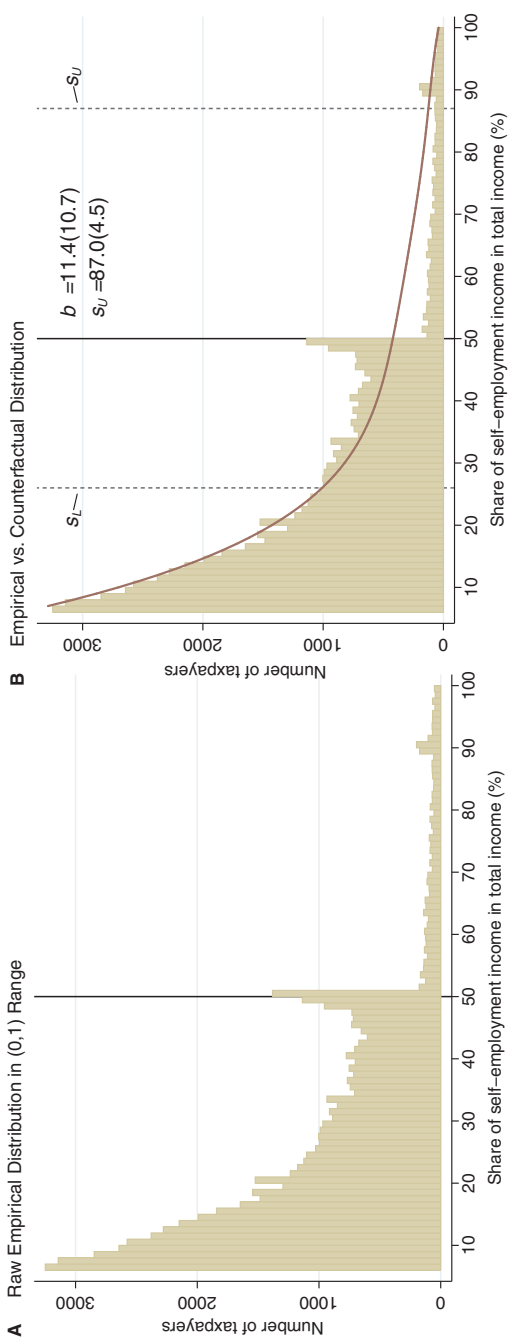 A Raw Empirical Distribution in (0,1) Range
Number of taxpayers
3000
2000
1000
0
10 20 30 40 50 60 70 80 90 100
Share of self−employment income in total income (%)
B Empirical vs. Counterfactual Distribution
Number of taxpayers
3000
2000
1000
0
s_L
s_U
b =11.4(10.7)
s_U =87.0(4.5)
10 20 30 40 50 60 70 80 90 100
Share of self−employment income in total income (%)